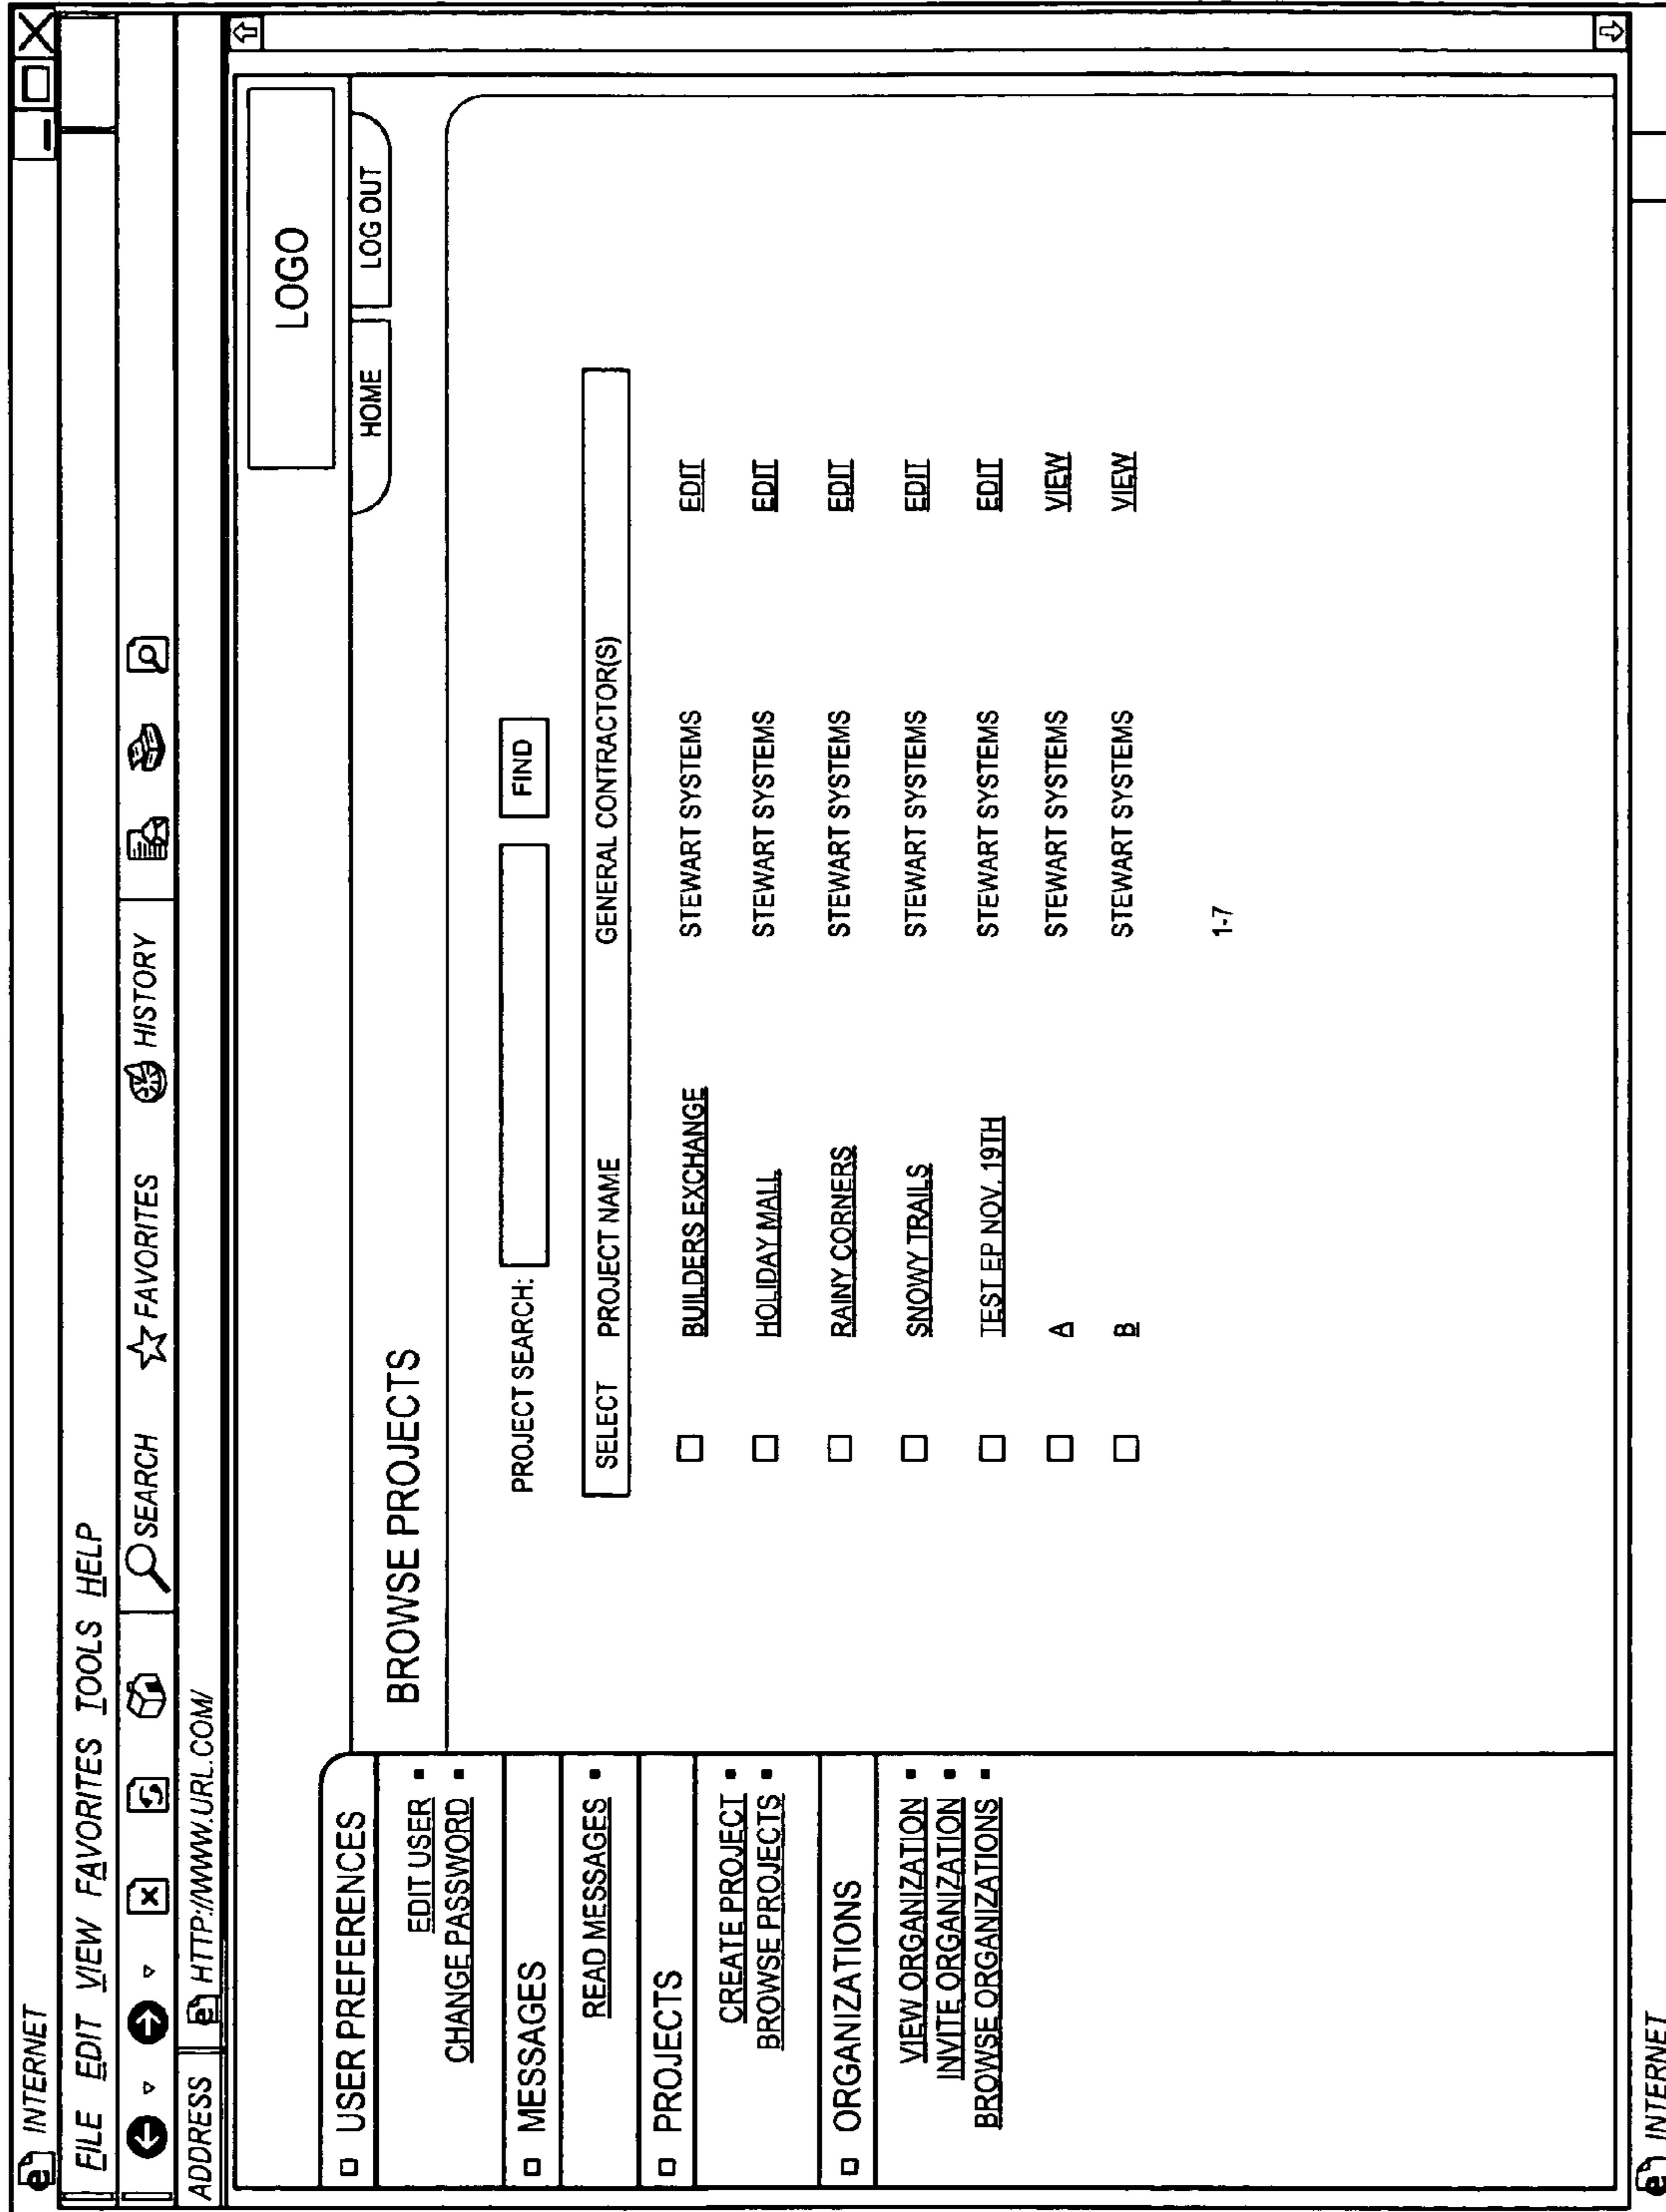 INTERNET
FILE EDIT VIEW FAVORITES TOOLS HELP
SEARCH FAVORITES HISTORY
ADDRESS HTTP://WWW.URL.COM/
LOGO
HOME LOG OUT
USER PREFERENCES
EDIT USER
CHANGE PASSWORD
MESSAGES
READ MESSAGES
PROJECTS
CREATE PROJECT
BROWSE PROJECTS
ORGANIZATIONS
VIEW ORGANIZATION
INVITE ORGANIZATION
BROWSE ORGANIZATIONS
BROWSE PROJECTS
PROJECT SEARCH: FIND
SELECT PROJECT NAME GENERAL CONTRACTOR(S)
BUILDERS EXCHANGE STEWART SYSTEMS EDIT
HOLIDAY MALL STEWART SYSTEMS EDIT
RAINY CORNERS STEWART SYSTEMS EDIT
SNOWY TRAILS STEWART SYSTEMS EDIT
TEST EP NOV. 19TH STEWART SYSTEMS EDIT
A STEWART SYSTEMS VIEW
B STEWART SYSTEMS VIEW
1-7
INTERNET